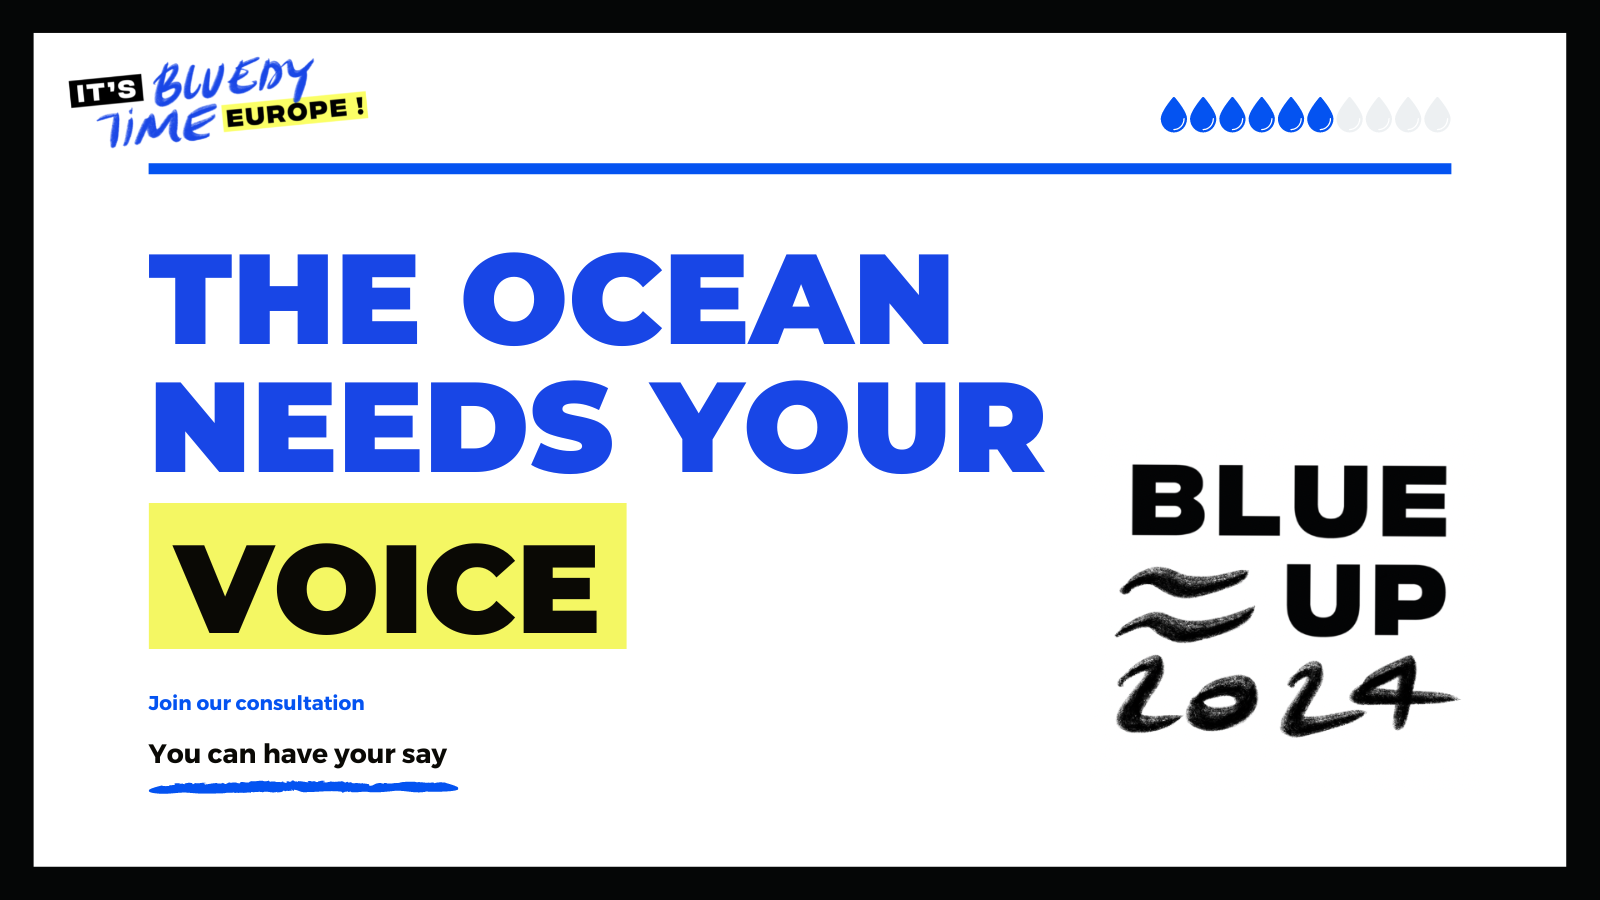 IT'S BLUEDY
TIME EUROPE !
THE OCEAN
NEEDS YOUR
VOICE
Join our consultation
You can have your say
BLUE
UP
2024